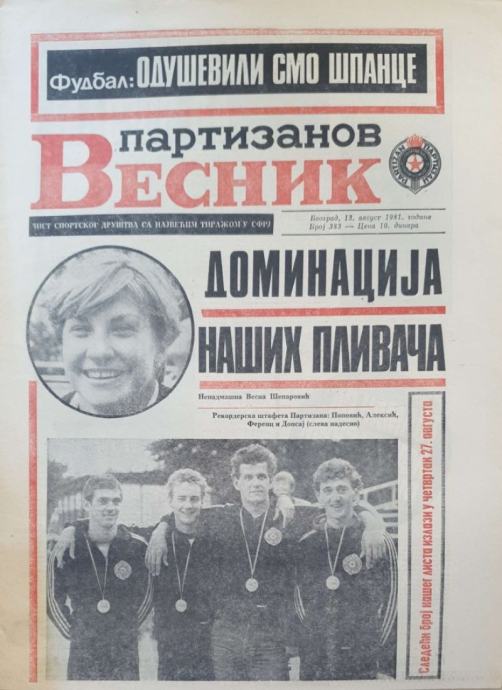 Фудбал: ОДУШЕВИЛИ СМО ШПАНЦЕ
ПАРТИЗАНОВ
ВЕСНИК
PARTIZAN
ЛИСТ СПОРТСКОГ ДРУШТВА СА НАЈВЕЋИМ ТИРАЖОМ У СФРЈ
Београд, 13. август 1981. године
Број 383 — Цена 10. динара
ДОМИНАЦИЈА
НАШИХ ПЛИВАЧА
Ненадмашна Весна Шепаровић
Рекордерска штафета Партизана: Поповић, Алексић,
Ференц и Допсај (слева надесно)
Следећи број нашег листа излази у четвртак 27. августа